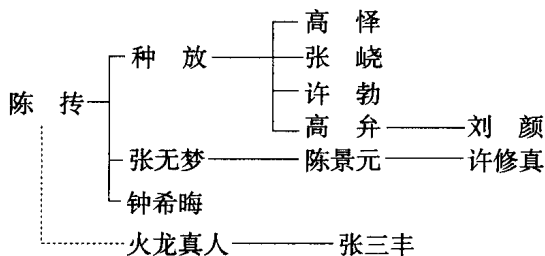 高 怿
种 放 张 峣
许 勃
陈 抟 高 弁 刘 颜
张无梦 陈景元 许修真
钟希晦
火龙真人 张三丰